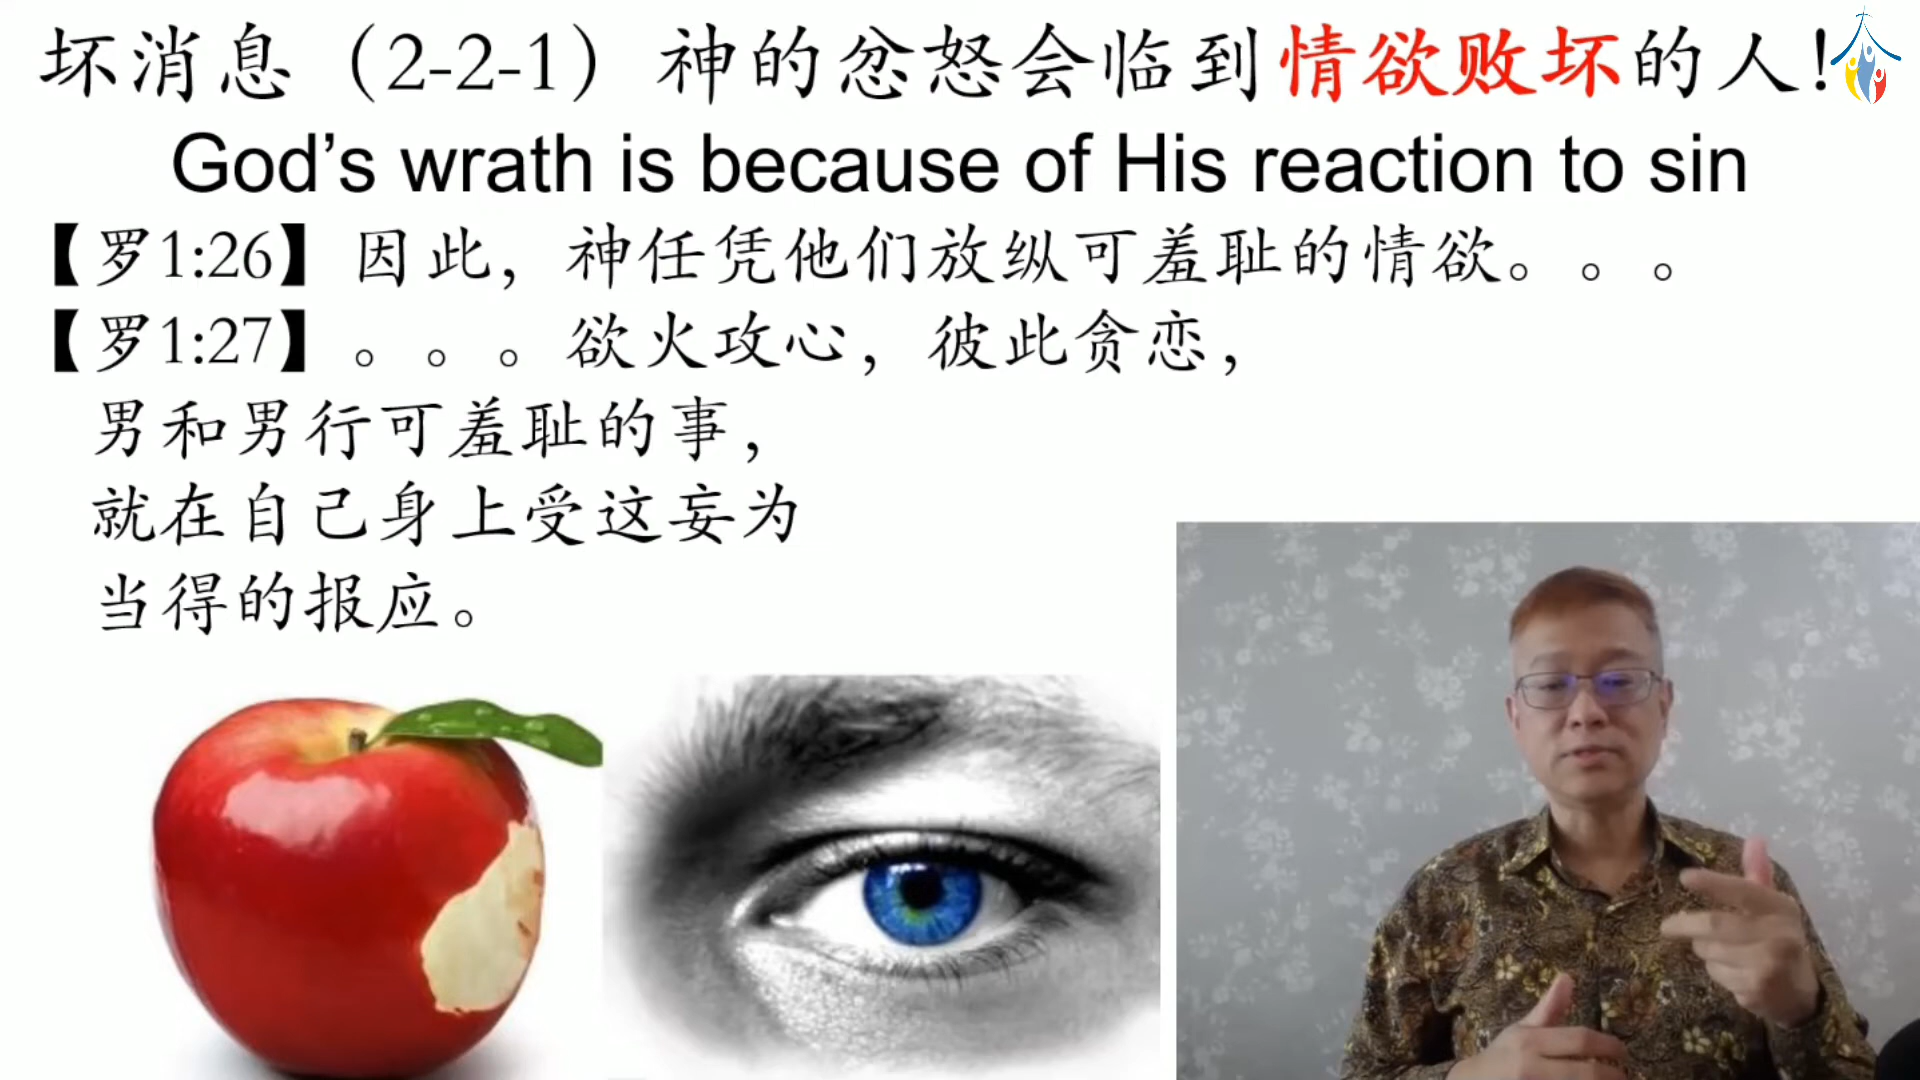 坏消息（2-2-1）神的忿怒会临到情欲败坏的人!
God’s wrath is because of His reaction to sin
【罗1:26】因此，神任凭他们放纵可羞耻的情欲。。。
【罗1:27】。。。欲火攻心，彼此贪恋，
男和男行可羞耻的事，
就在自己身上受这妄为
当得的报应。